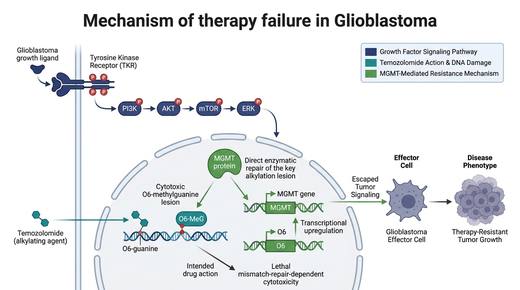 Mechanism of therapy failure in Glioblastoma
Glioblastoma
growth ligand
Tyrosine Kinase
Receptor (TKR)
P
P
P
P
Growth Factor Signaling Pathway
Temozolomide Action & DNA Damage
MGMT-Mediated Resistance Mechanism
PI3K
P
AKT
P
mTOR
P
ERK
P
MGMT
protein
Direct enzymatic
repair of the key
alkylation lesion
Cytotoxic
O6-methylguanine
lesion
O6-MeG
O6-guanine
Temozolomide
(alkylating agent)
MGMT gene
MGMT
Transcriptional
upregulation
O6
O6
Intended
drug action
Lethal
mismatch-repair-dependent
cytotoxicity
Escaped
Tumor
Signaling
Effector
Cell
Glioblastoma
Effector Cell
Disease
Phenotype
Therapy-Resistant
Tumor Growth